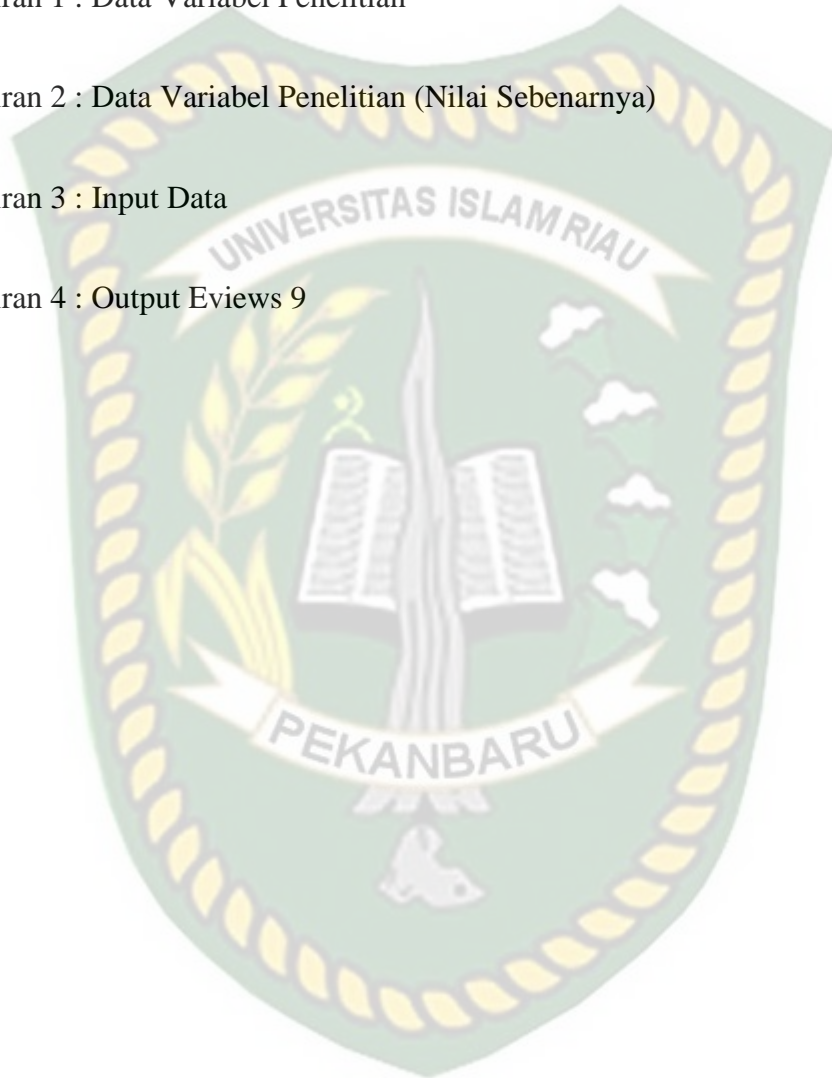 ran 1 : Data Variabel Penelitian
ran 2 : Data Variabel Penelitian (Nilai Sebenarnya)
ran 3 : Input Data
UNIVERSITAS ISLAM RIAU
ran 4 : Output Eviews 9
PEKANBARU